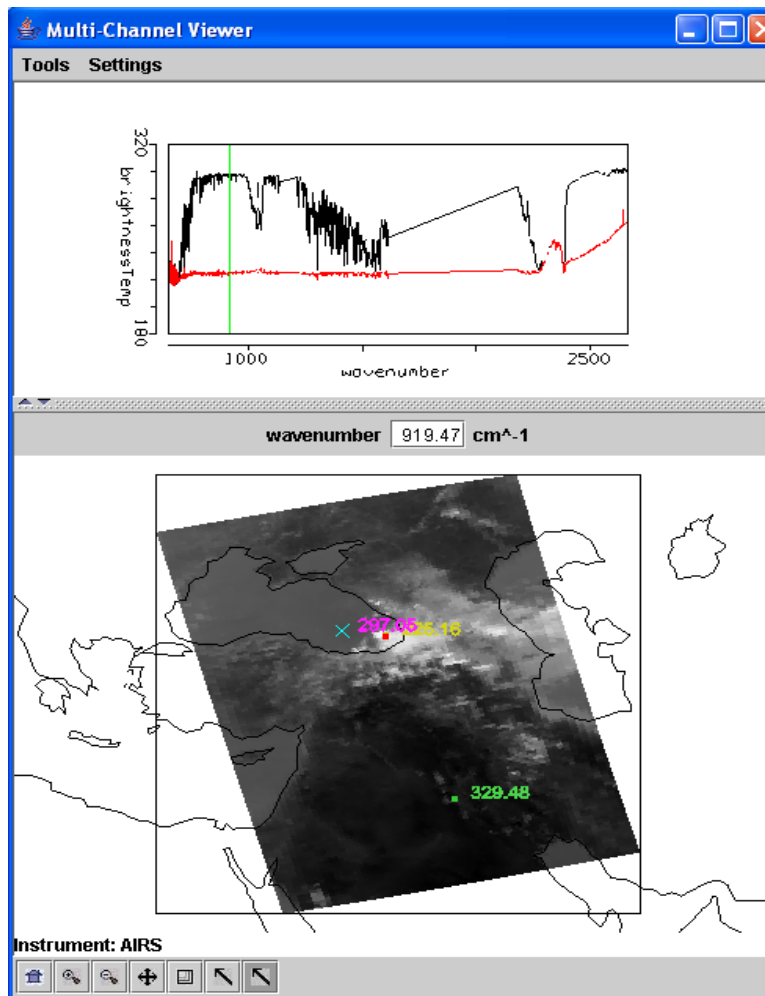 Multi-Channel Viewer
Tools Settings
320
brightnessTemp
180
1000
2500
wavenumber
wavenumber 919.47 cm^-1
297.05
329.48
Instrument: AIRS